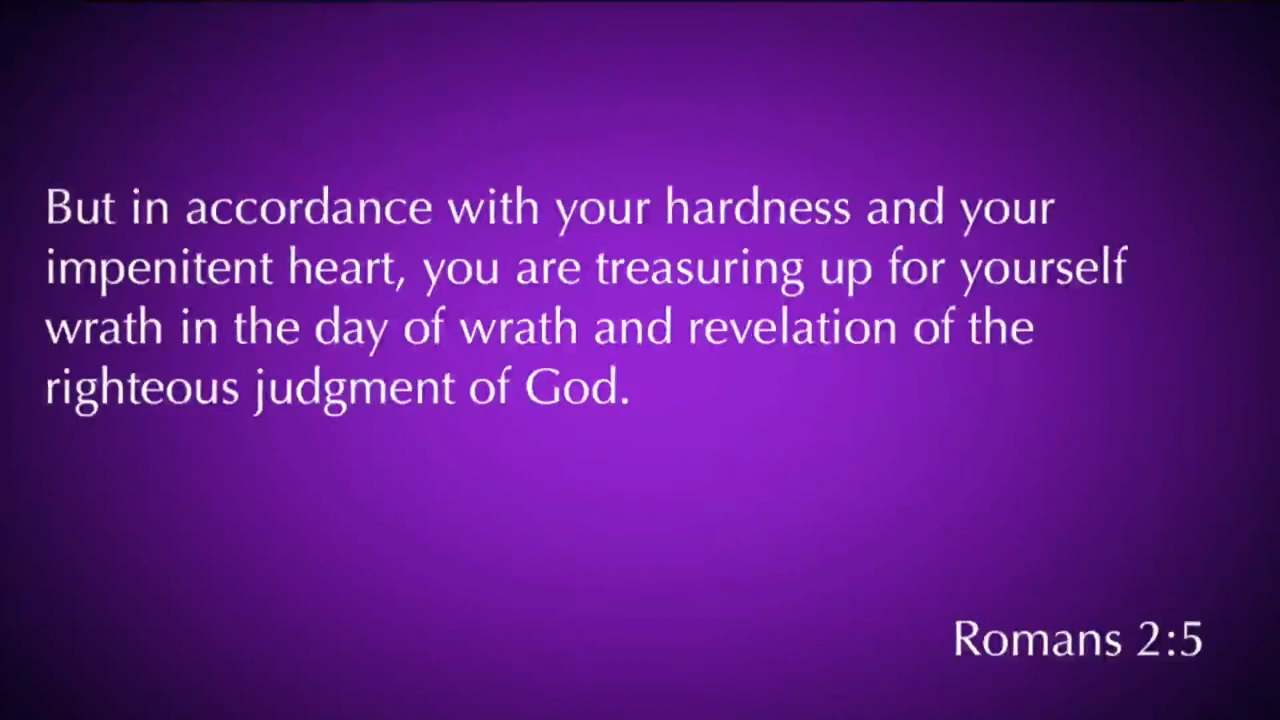 But in accordance with your hardness and your
impenitent heart, you are treasuring up for yourself
wrath in the day of wrath and revelation of the
righteous judgment of God.
Romans 2:5